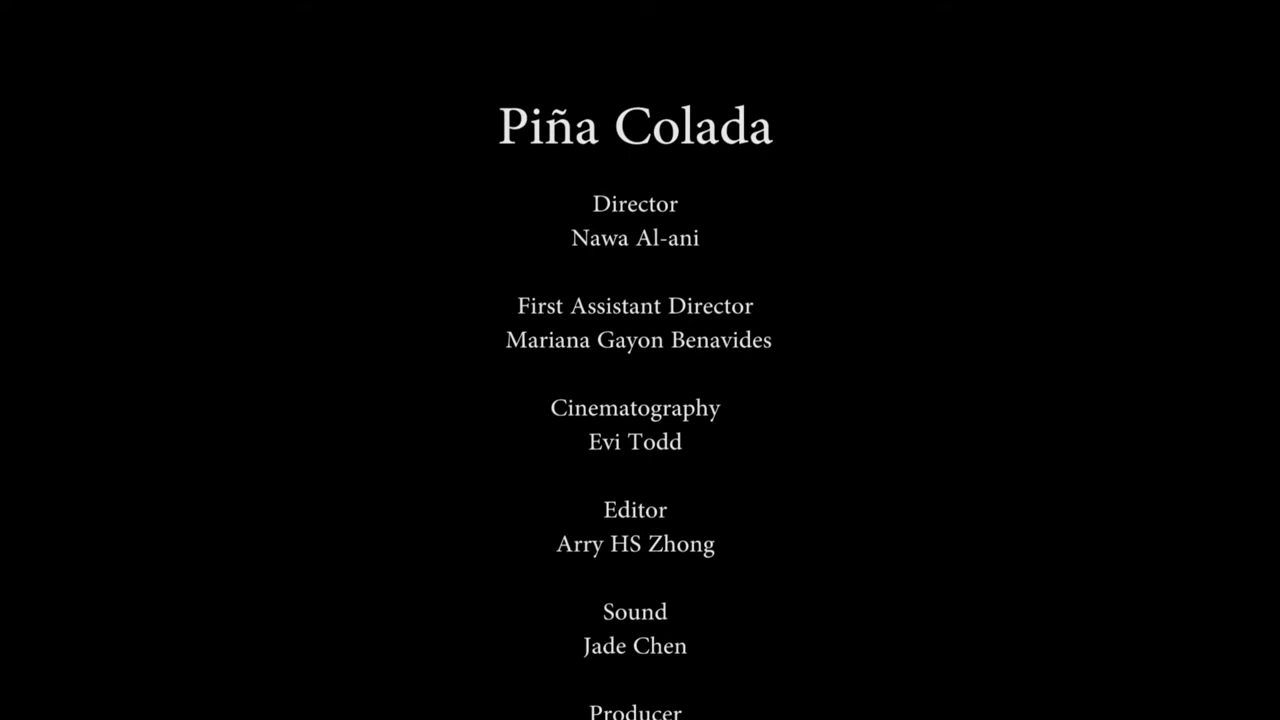 Piña Colada
Director
Nawa Al-ani
First Assistant Director
Mariana Gayon Benavides
Cinematography
Evi Todd
Editor
Arry HS Zhong
Sound
Jade Chen
Producer